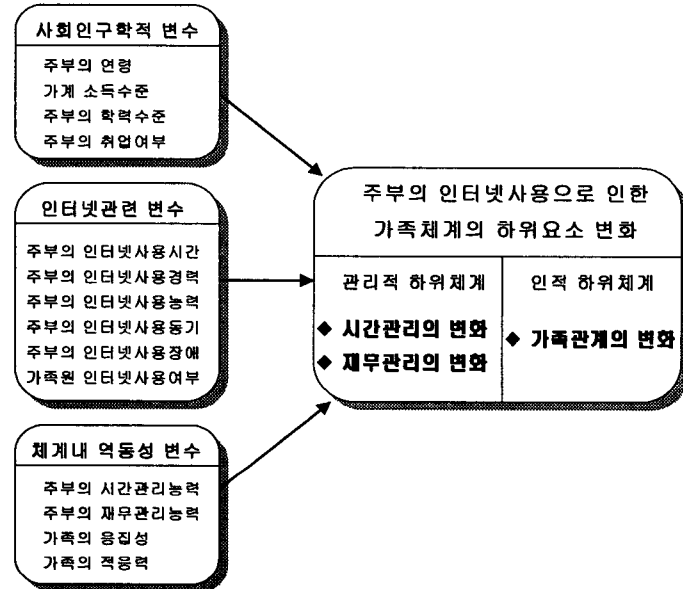 사회인구학적 변수
주부의 연령
가계 소득수준
주부의 학력수준
주부의 취업여부
인터넷관련 변수
주부의 인터넷사용시간
주부의 인터넷사용경력
주부의 인터넷사용능력
주부의 인터넷사용동기
주부의 인터넷사용장애
가족원 인터넷사용여부
체계내 역동성 변수
주부의 시간관리능력
주부의 재무관리능력
가족의 응집성
가족의 적응력
주부의 인터넷사용으로 인한
가족체계의 하위요소 변화
관리적 하위체계
◆ 시간관리의 변화
◆ 재무관리의 변화
인적 하위체계
◆ 가족관계의 변화